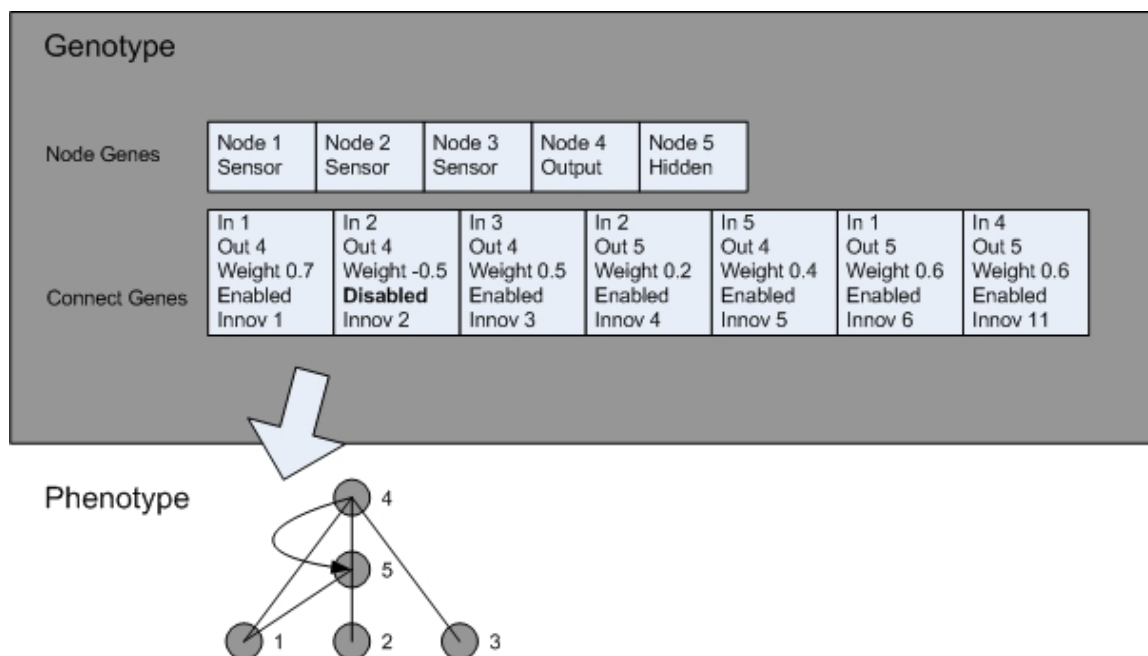 Genotype
Node Genes
Node 1
Sensor
Node 2
Sensor
Node 3
Sensor
Node 4
Output
Node 5
Hidden
Connect Genes
In 1
Out 4
Weight 0.7
Enabled
Innov 1
In 2
Out 4
Weight -0.5
Disabled
Innov 2
In 3
Out 4
Weight 0.5
Enabled
Innov 3
In 2
Out 5
Weight 0.2
Enabled
Innov 4
In 5
Out 4
Weight 0.4
Enabled
Innov 5
In 1
Out 5
Weight 0.6
Enabled
Innov 6
In 4
Out 5
Weight 0.6
Enabled
Innov 11
Phenotype
4
5
1
2
3